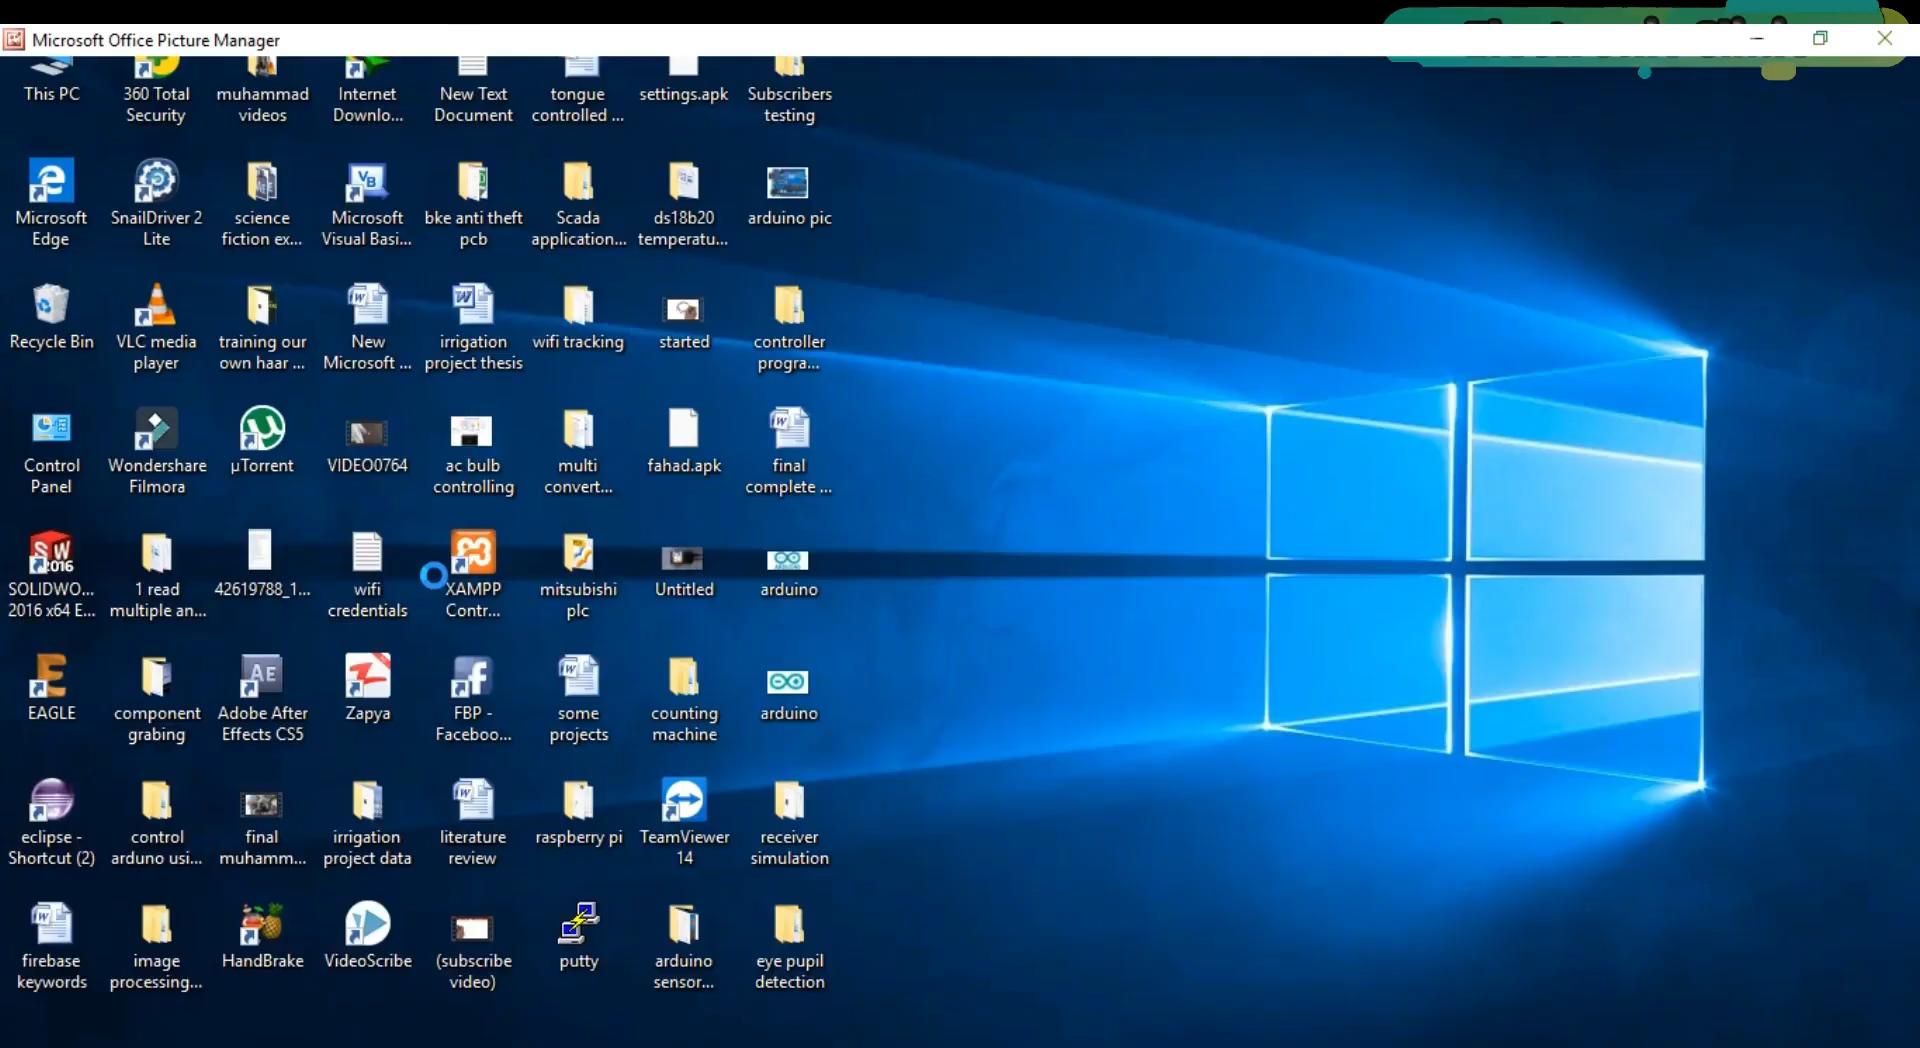 Microsoft Office Picture Manager
This PC
360 Total
Security
muhammad
videos
Internet
Downlo...
New Text
Document
tongue
controlled ...
settings.apk
Subscribers
testing
Microsoft
Edge
SnailDriver 2
Lite
science
fiction ex...
Microsoft
Visual Basi...
bke anti theft
pcb
Scada
application...
ds18b20
temperatu...
arduino pic
Recycle Bin
VLC media
player
training our
own haar ...
New
Microsoft ...
irrigation
project thesis
wifi tracking
started
controller
progra...
Control
Panel
Wondershare
Filmora
µTorrent
VIDEO0764
ac bulb
controlling
multi
convert...
fahad.apk
final
complete ...
SOLIDWO...
2016 x64 E...
1 read
multiple an...
42619788_1...
wifi
credentials
XAMPP
Contr...
mitsubishi
plc
Untitled
arduino
EAGLE
component
grabing
Adobe After
Effects CS5
Zapya
FBP -
Faceboo...
some
projects
counting
machine
arduino
eclipse -
Shortcut (2)
control
arduno usi...
final
muhamm...
irrigation
project data
literature
review
raspberry pi
TeamViewer
14
receiver
simulation
firebase
keywords
image
processing...
HandBrake
VideoScribe
(subscribe
video)
putty
arduino
sensor...
eye pupil
detection